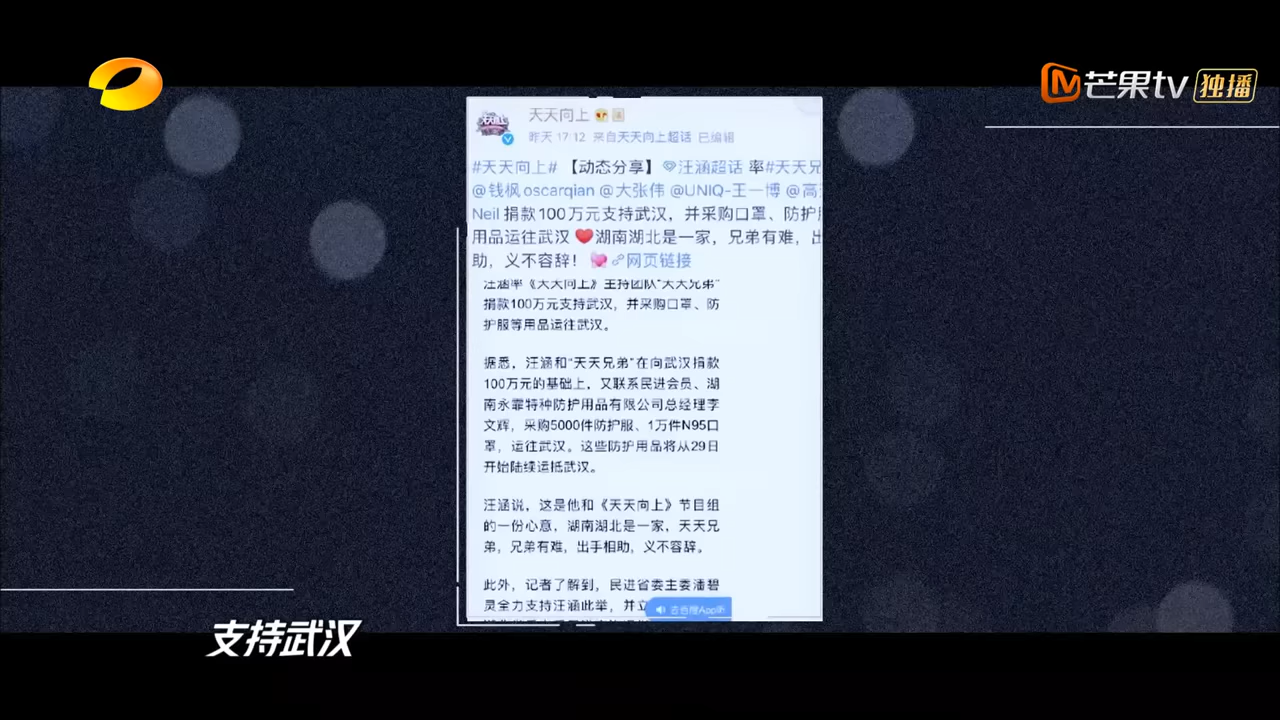 芒果tv 独播
天天向上
昨天 17:12 来自天天向上超话 已编辑
#天天向上# 【动态分享】 汪涵超话 率#天天兄
@钱枫oscarqian @大张伟 @UNIQ-王一博 @高
Neil 捐款100万元支持武汉，并采购口罩、防护服
用品运往武汉 湖南湖北是一家，兄弟有难，出
助，义不容辞！ 网页链接
汪涵率《天天向上》主持团队“天天兄弟”
捐款100万元支持武汉，并采购口罩、防
护服等用品运往武汉。
据悉，汪涵和“天天兄弟”在向武汉捐款
100万元的基础上，又联系民进会员、湖
南永霏特种防护用品有限公司总经理李
文辉，采购5000件防护服、1万件N95口
罩，运往武汉。这些防护用品将从29日
开始陆续运抵武汉。
汪涵说，这是他和《天天向上》节目组
的一份心意，湖南湖北是一家，天天兄
弟，兄弟有难，出手相助，义不容辞。
此外，记者了解到，民进省委主委潘碧
灵全力支持汪涵此举，并立
支持武汉